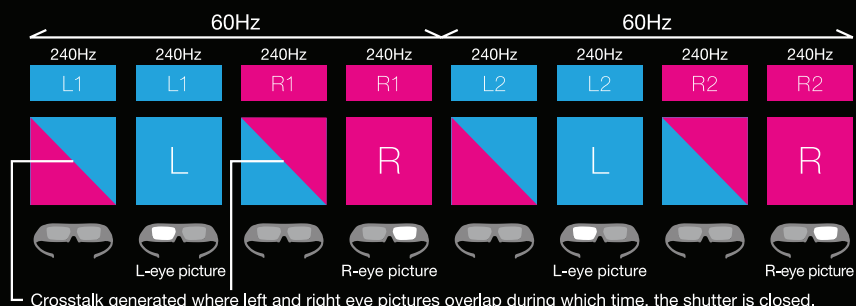 60Hz 60Hz
240Hz 240Hz 240Hz 240Hz 240Hz 240Hz 240Hz 240Hz
L1 L1 R1 R1 L2 L2 R2 R2
L R L R
L-eye picture R-eye picture L-eye picture R-eye picture
Crosstalk generated where left and right eye pictures overlap during which time, the shutter is closed.